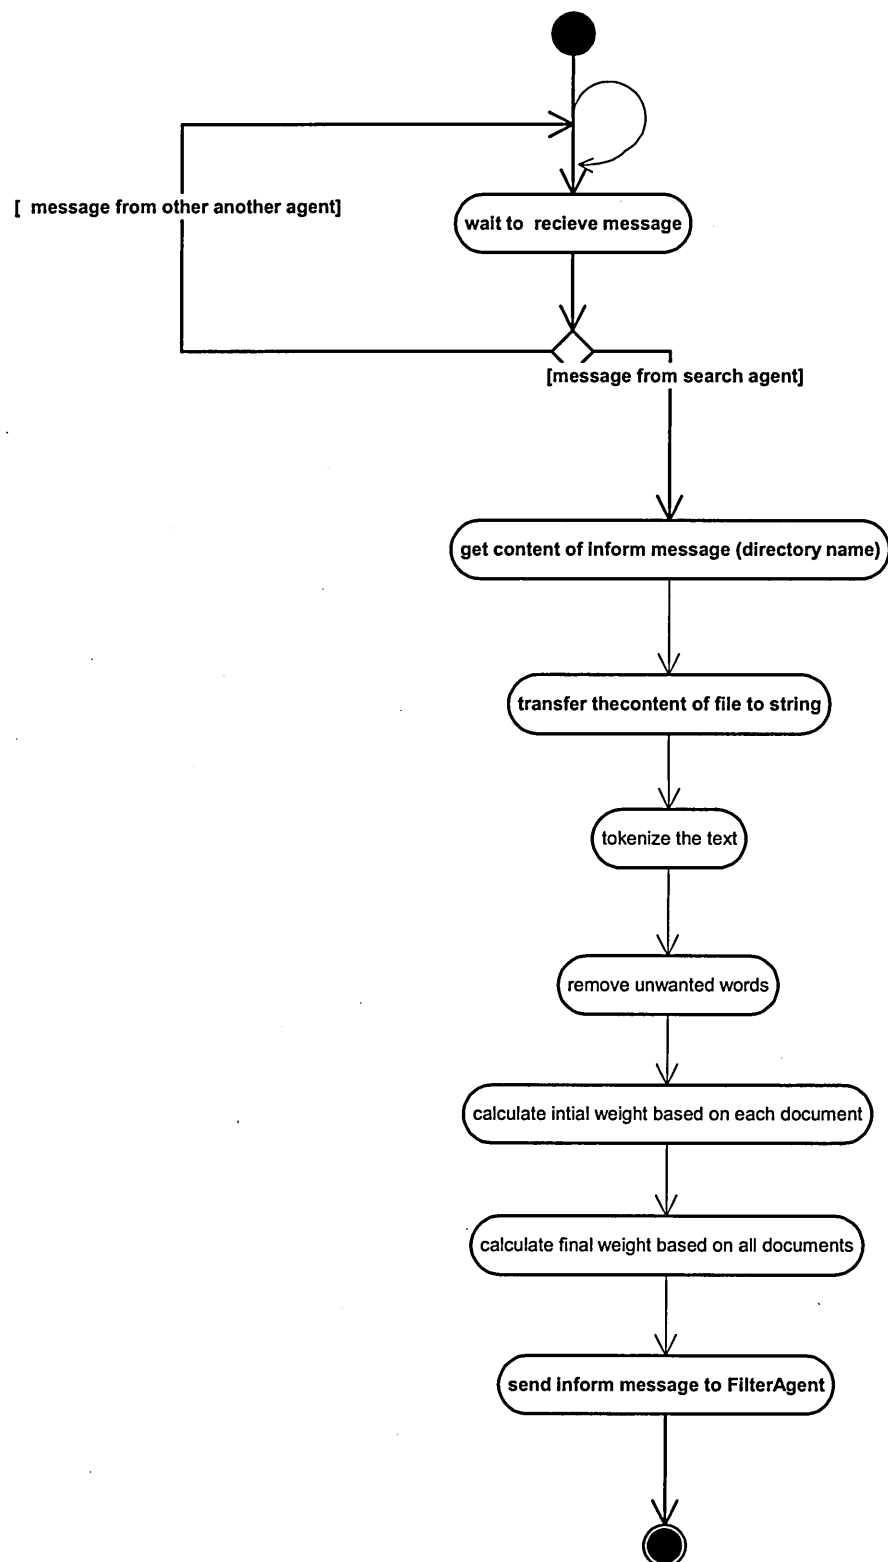 [ message from other another agent]
wait to recieve message
[message from search agent]
get content of Inform message (directory name)
transfer thecontent of file to string
tokenize the text
remove unwanted words
calculate intial weight based on each document
calculate final weight based on all documents
send inform message to FilterAgent